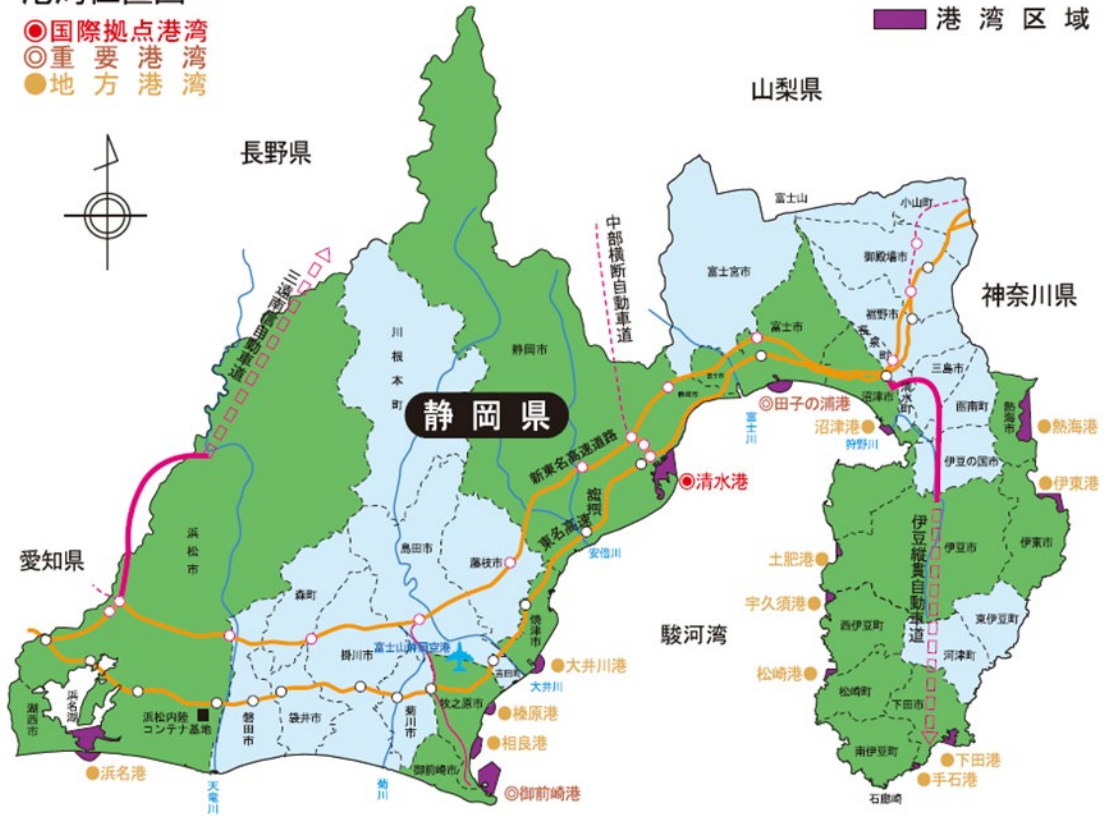 ◎国際拠点港湾
◎重要港湾
●地方港湾
港湾区域
山梨県
長野県
神奈川県
愛知県
静岡県
駿河湾
富士山
小山町
御殿場市
裾野市
長泉町
三島市
清水町
沼津市
函南町
熱海市
伊豆の国市
伊豆市
伊東市
東伊豆町
河津町
西伊豆町
松崎町
下田市
南伊豆町
石廊崎
富士宮市
富士市
静岡市
川根本町
浜松市
島田市
藤枝市
森町
掛川市
焼津市
吉田町
牧之原市
菊川市
御前崎市
袋井市
磐田市
湖西市
浜名湖
浜松内陸
コンテナ基地
富士山静岡空港
三遠南信自動車道
中部横断自動車道
新東名高速道路
東名高速
伊豆縦貫自動車道
富士川
狩野川
安倍川
大井川
天竜川
菊川
◎田子の浦港
沼津港●
●熱海港
●伊東港
◉清水港
土肥港●
宇久須港●
松崎港●
●下田港
●手石港
●大井川港
●榛原港
●相良港
◎御前崎港
●浜名港